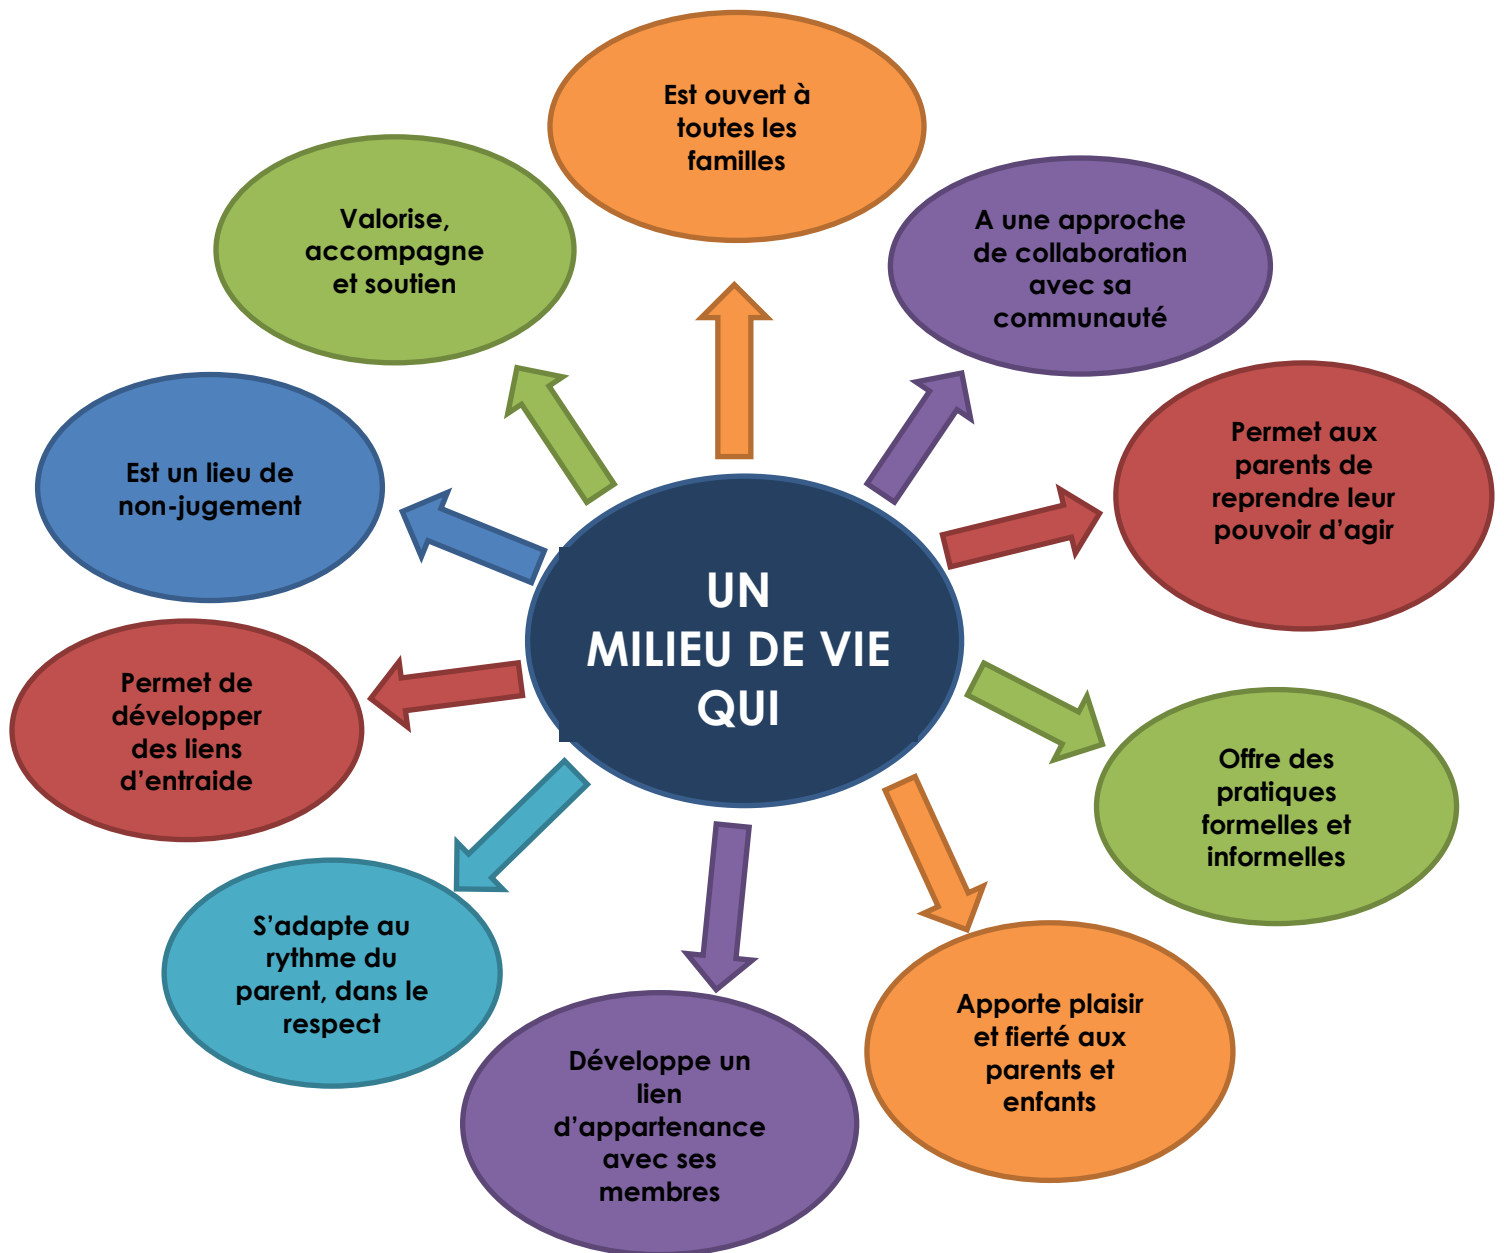 Est ouvert à
toutes les
familles
A une approche
de collaboration
avec sa
communauté
Permet aux
parents de
reprendre leur
pouvoir d’agir
Offre des
pratiques
formelles et
informelles
Apporte plaisir
et fierté aux
parents et
enfants
Développe un
lien
d’appartenance
avec ses
membres
S’adapte au
rythme du
parent, dans le
respect
Permet de
développer
des liens
d’entraide
Est un lieu de
non-jugement
Valorise,
accompagne
et soutien
UN
MILIEU DE VIE
QUI